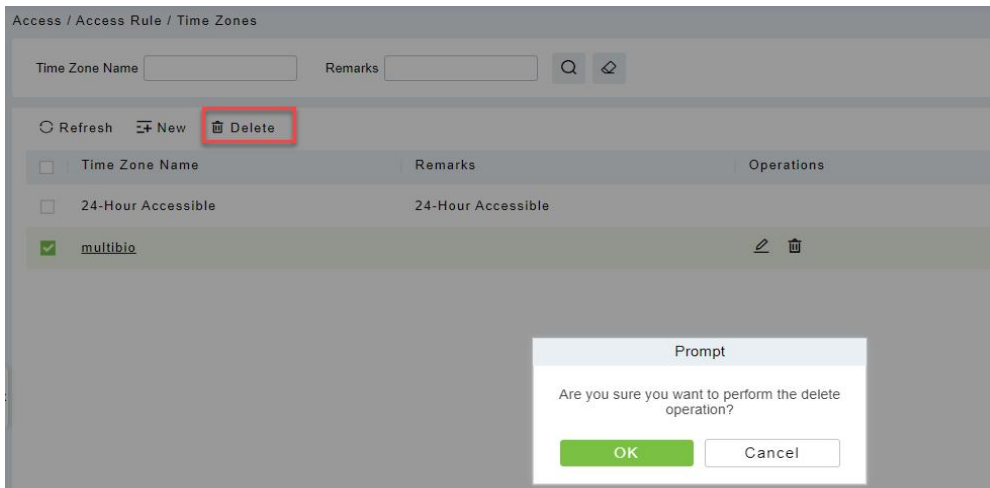 Access / Access Rule / Time Zones
Time Zone Name Remarks
Refresh New Delete
Time Zone Name Remarks Operations
24-Hour Accessible 24-Hour Accessible
multibio
Prompt
Are you sure you want to perform the delete
operation?
OK Cancel